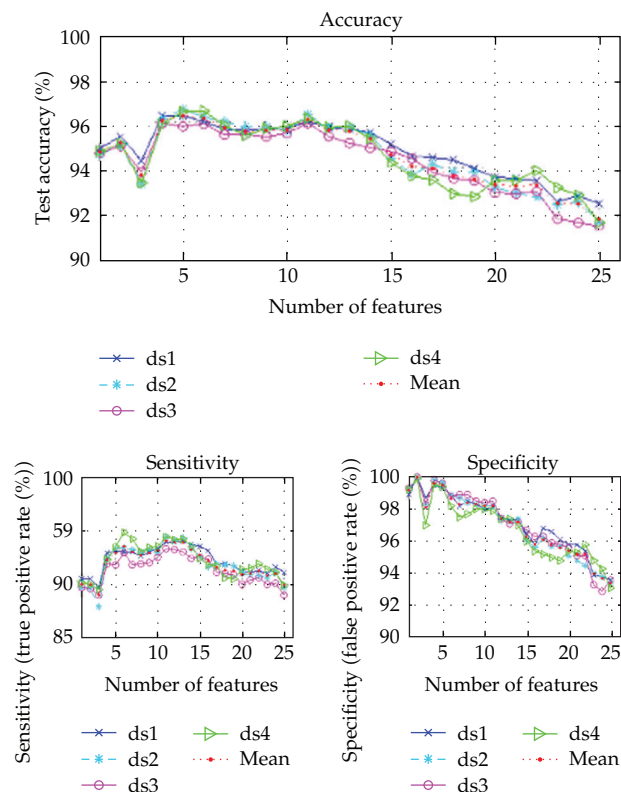 Accuracy
Test accuracy (%)
100
98
96
94
92
90
5 10 15 20 25
Number of features
ds1
ds2
ds3
ds4
Mean
Sensitivity
Sensitivity (true positive rate (%))
100
59
90
85
5 10 15 20 25
Number of features
ds1
ds2
ds3
ds4
Mean
Specificity
Specificity (false positive rate (%))
100
98
96
94
92
90
5 10 15 20 25
Number of features
ds1
ds2
ds3
ds4
Mean